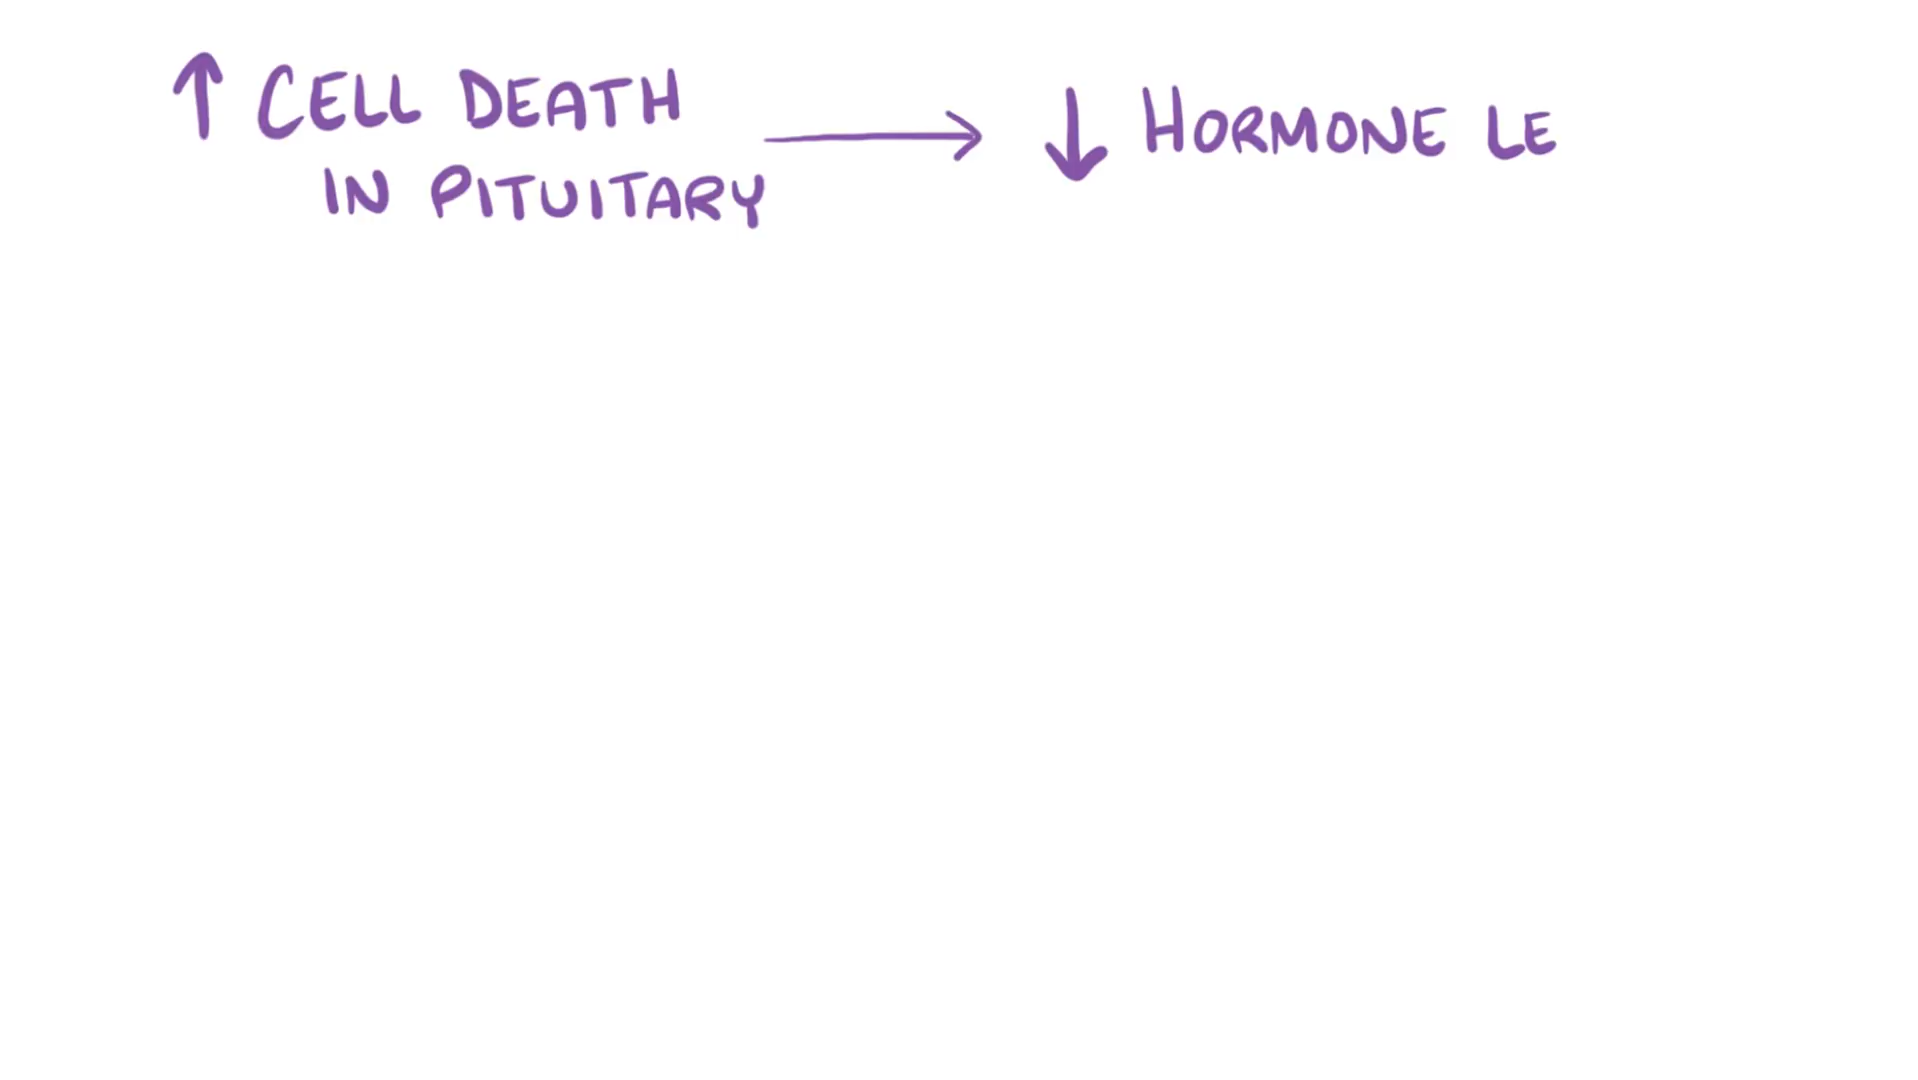 ↑ CELL DEATH
IN PITUITARY
→ ↓ HORMONE LE